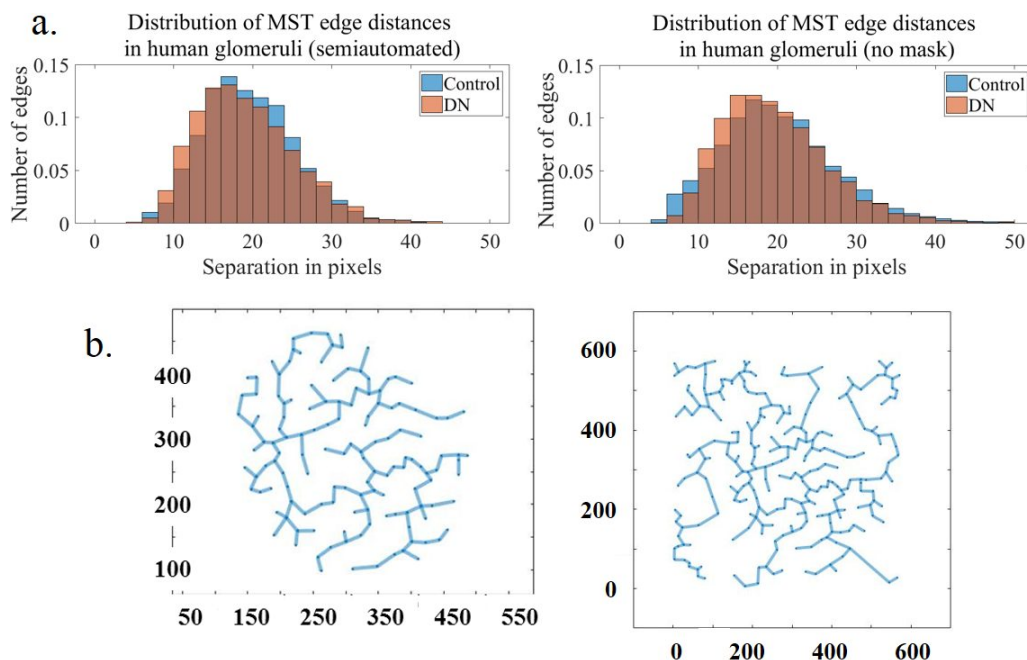 a.
Distribution of MST edge distances
in human glomeruli (semiautomated)
0.15
0.1
0.05
0
Number of edges
Control
DN
0 10 20 30 40 50
Separation in pixels
Distribution of MST edge distances
in human glomeruli (no mask)
0.15
0.1
0.05
0
Number of edges
Control
DN
0 10 20 30 40 50
Separation in pixels
b.
400
300
200
100
50 150 250 350 450 550
600
400
200
0
0 200 400 600